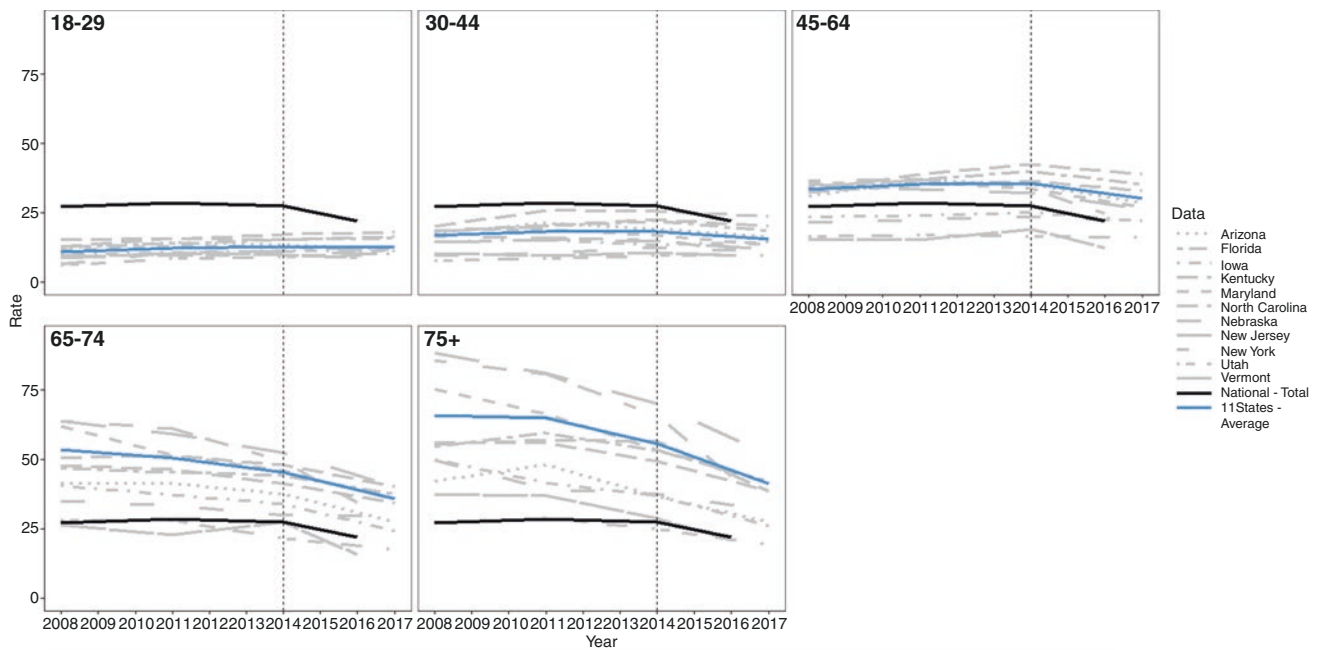 18-29
30-44
45-64
75
50
25
0
Rate
2008 2009 2010 2011 2012 2013 2014 2015 2016 2017
65-74
75+
75
50
25
0
2008 2009 2010 2011 2012 2013 2014 2015 2016 2017
2008 2009 2010 2011 2012 2013 2014 2015 2016 2017
Year
Data
Arizona
Florida
Iowa
Kentucky
Maryland
North Carolina
Nebraska
New Jersey
New York
Utah
Vermont
National - Total
11States -
Average